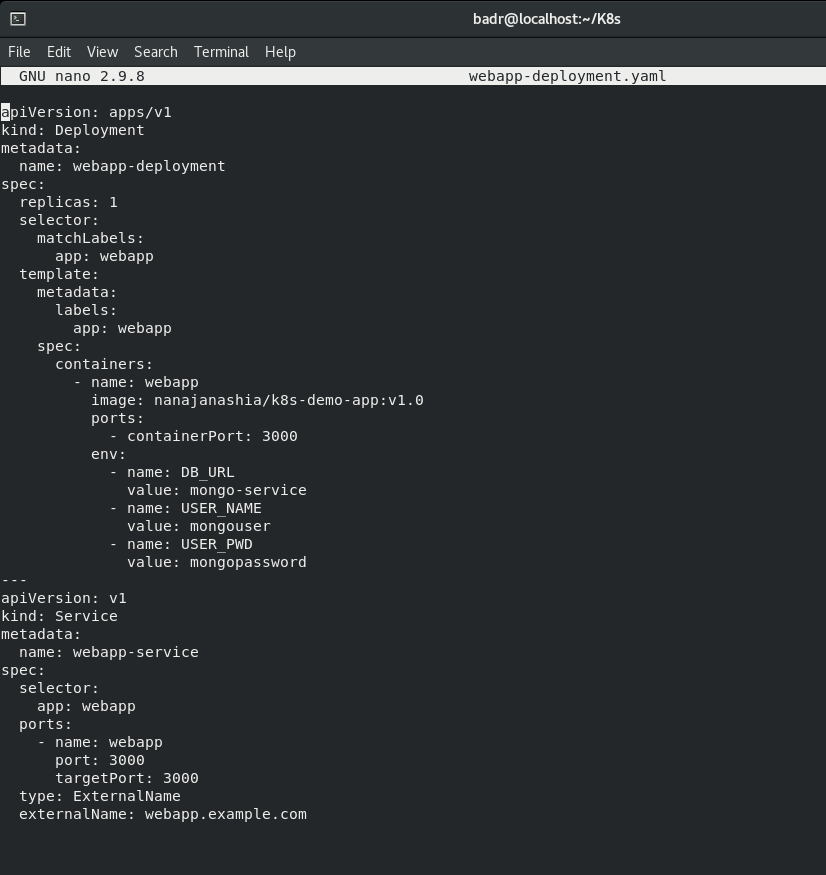 badr@localhost:~/K8s
File Edit View Search Terminal Help
GNU nano 2.9.8 webapp-deployment.yaml
apiVersion: apps/v1
kind: Deployment
metadata:
  name: webapp-deployment
spec:
  replicas: 1
  selector:
    matchLabels:
      app: webapp
  template:
    metadata:
      labels:
        app: webapp
    spec:
      containers:
        - name: webapp
          image: nanajanashia/k8s-demo-app:v1.0
          ports:
            - containerPort: 3000
          env:
            - name: DB_URL
              value: mongo-service
            - name: USER_NAME
              value: mongouser
            - name: USER_PWD
              value: mongopassword
---
apiVersion: v1
kind: Service
metadata:
  name: webapp-service
spec:
  selector:
    app: webapp
  ports:
    - name: webapp
      port: 3000
      targetPort: 3000
  type: ExternalName
  externalName: webapp.example.com